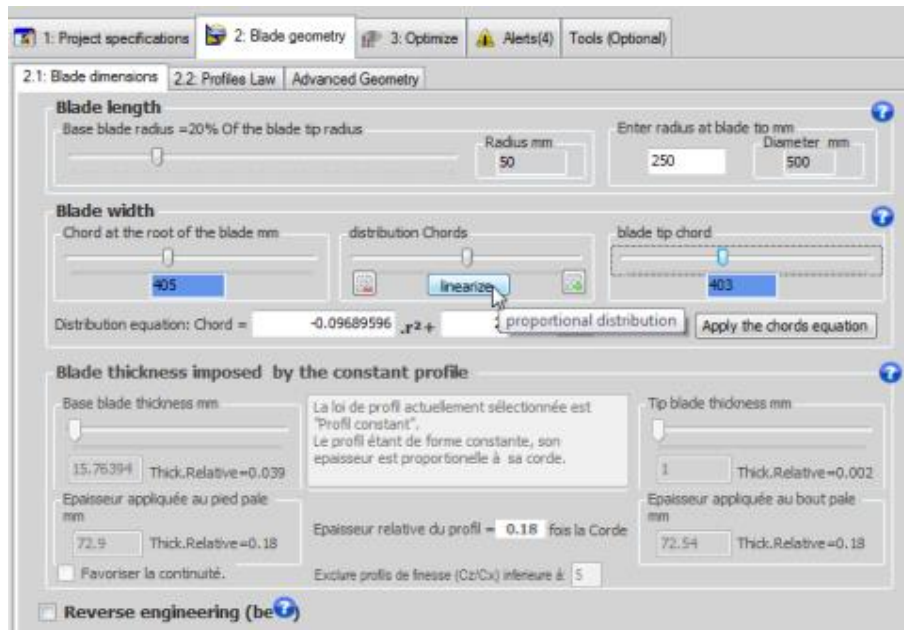 1: Project specifications 2: Blade geometry 3: Optimize Alerts(4) Tools (Optional)
2.1: Blade dimensions 2.2: Profiles Law Advanced Geometry
Blade length
Base blade radius =20% Of the blade tip radius
Radius mm
50
Enter radius at blade tip mm
Diameter mm
250 500
Blade width
Chord at the root of the blade mm distribution Chords blade tip chord
405 linearize 403
Distribution equation: Chord = -0.09689596 .r²+ proportional distribution Apply the chords equation
Blade thickness imposed by the constant profile
Base blade thickness mm
15.76394 Thick.Relative=0.039
La loi de profil actuellement sélectionnée est
"Profil constant".
Le profil étant de forme constante, son
epaisseur est proportionelle à sa corde.
Tip blade thickness mm
1 Thick.Relative=0.002
Epaisseur appliquée au pied pale
mm
72.9 Thick.Relative=0.18
Favoriser la continuité.
Epaisseur relative du profil = 0.18 fois la Corde
Exclure profils de finesse (Cz/Cx) inferieure à: 5
Epaisseur appliquée au bout pale
mm
72.54 Thick.Relative=0.18
Reverse engineering (be )